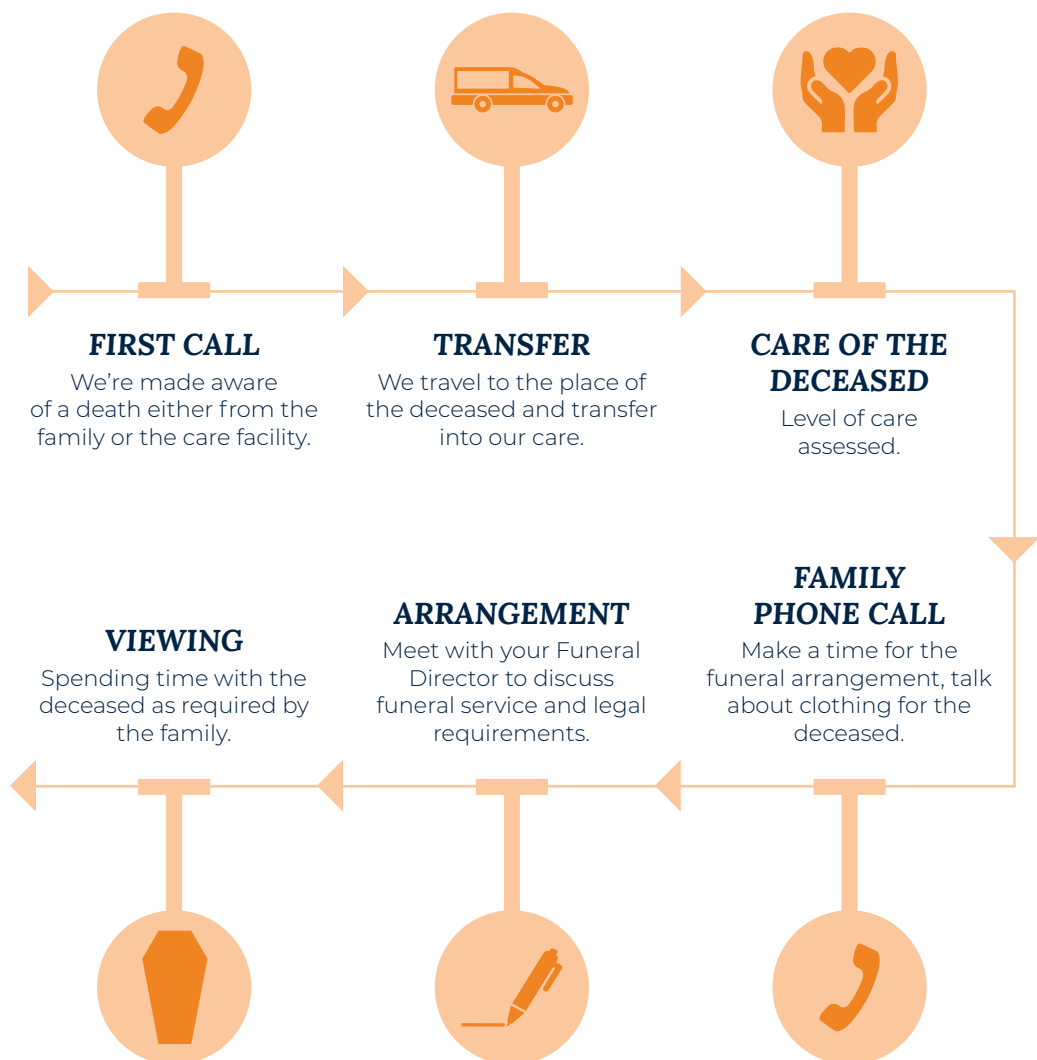 FIRST CALL
We’re made aware
of a death either from the
family or the care facility.
TRANSFER
We travel to the place of
the deceased and transfer
into our care.
CARE OF THE
DECEASED
Level of care
assessed.
FAMILY
PHONE CALL
Make a time for the
funeral arrangement, talk
about clothing for the
deceased.
ARRANGEMENT
Meet with your Funeral
Director to discuss
funeral service and legal
requirements.
VIEWING
Spending time with the
deceased as required by
the family.